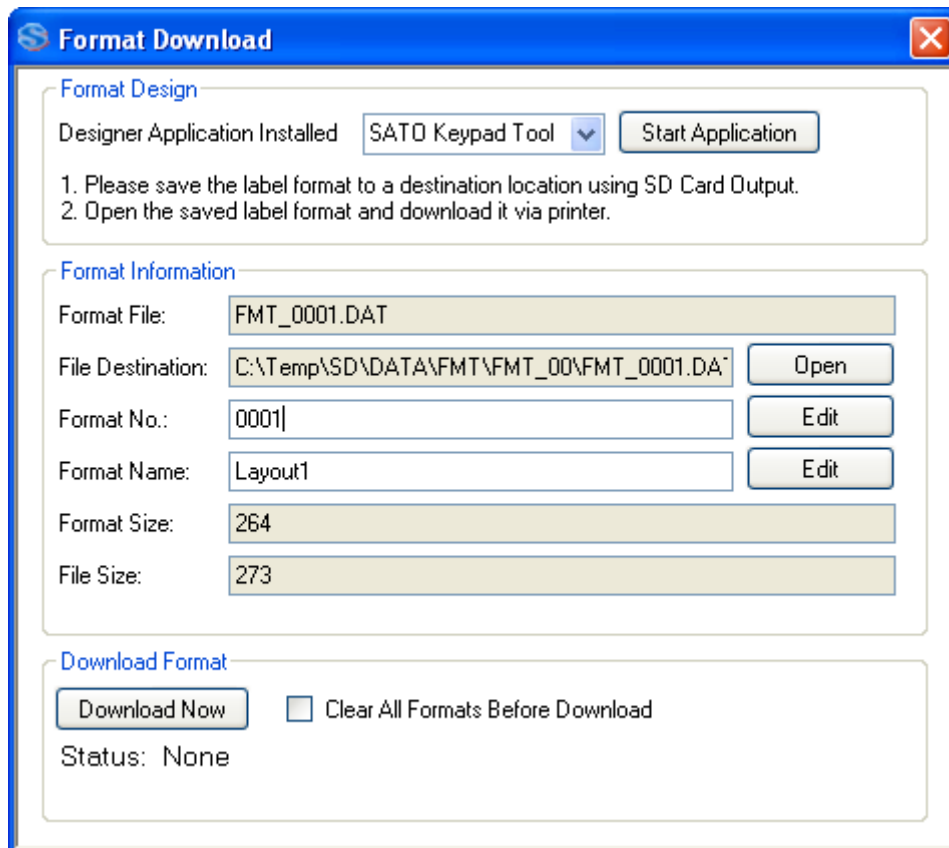 Format Download
Format Design
Designer Application Installed SATO Keypad Tool Start Application
1. Please save the label format to a destination location using SD Card Output.
2. Open the saved label format and download it via printer.
Format Information
Format File: FMT_0001.DAT
File Destination: C:\Temp\SD\DATA\FMT\FMT_00\FMT_0001.DAT Open
Format No.: 0001 Edit
Format Name: Layout1 Edit
Format Size: 264
File Size: 273
Download Format
Download Now Clear All Formats Before Download
Status: None